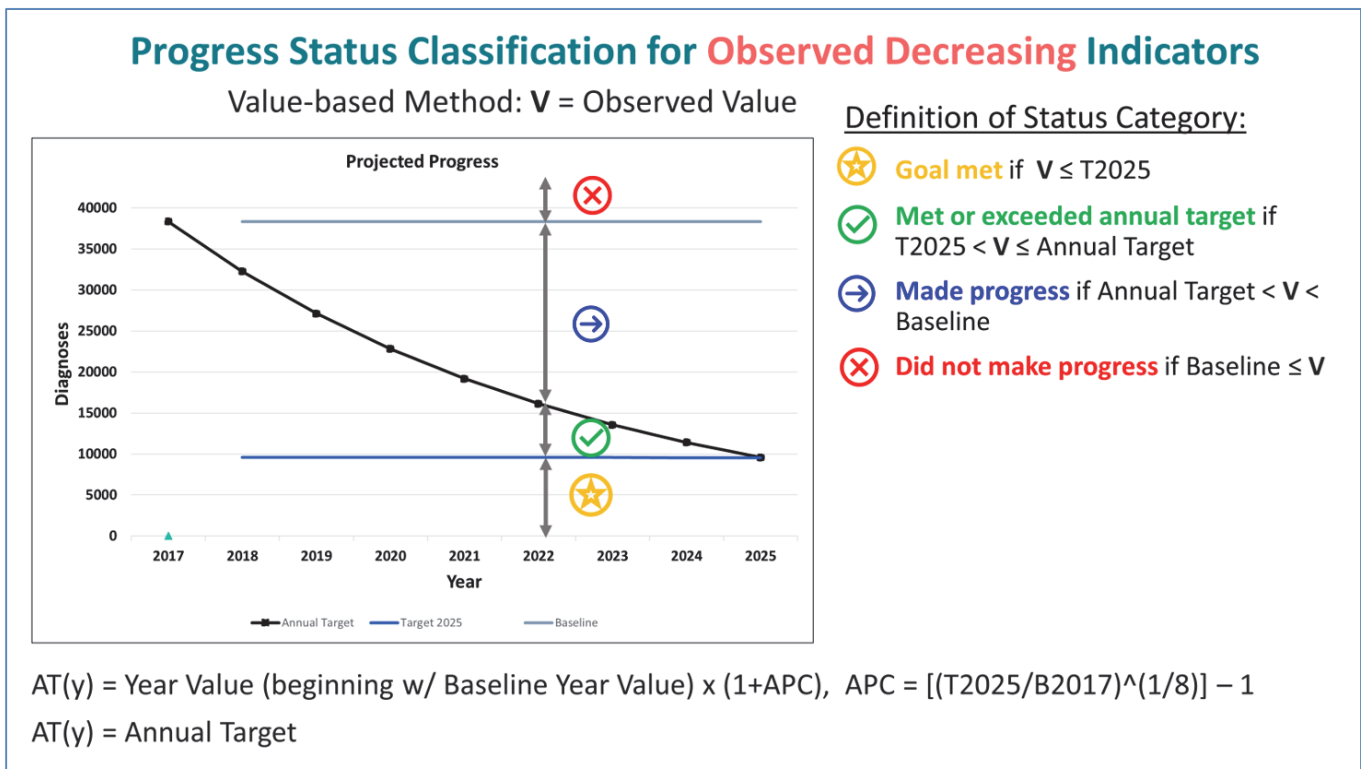 Progress Status Classification for Observed Decreasing Indicators
Value-based Method: V = Observed Value
Projected Progress
40000
35000
30000
25000
20000
15000
10000
5000
0
Diagnoses
2017 2018 2019 2020 2021 2022 2023 2024 2025
Year
Annual Target Target 2025 Baseline
Definition of Status Category:
Goal met if V ≤ T2025
Met or exceeded annual target if
T2025 < V ≤ Annual Target
Made progress if Annual Target < V <
Baseline
Did not make progress if Baseline ≤ V
AT(y) = Year Value (beginning w/ Baseline Year Value) x (1+APC), APC = [(T2025/B2017)^(1/8)] – 1
AT(y) = Annual Target